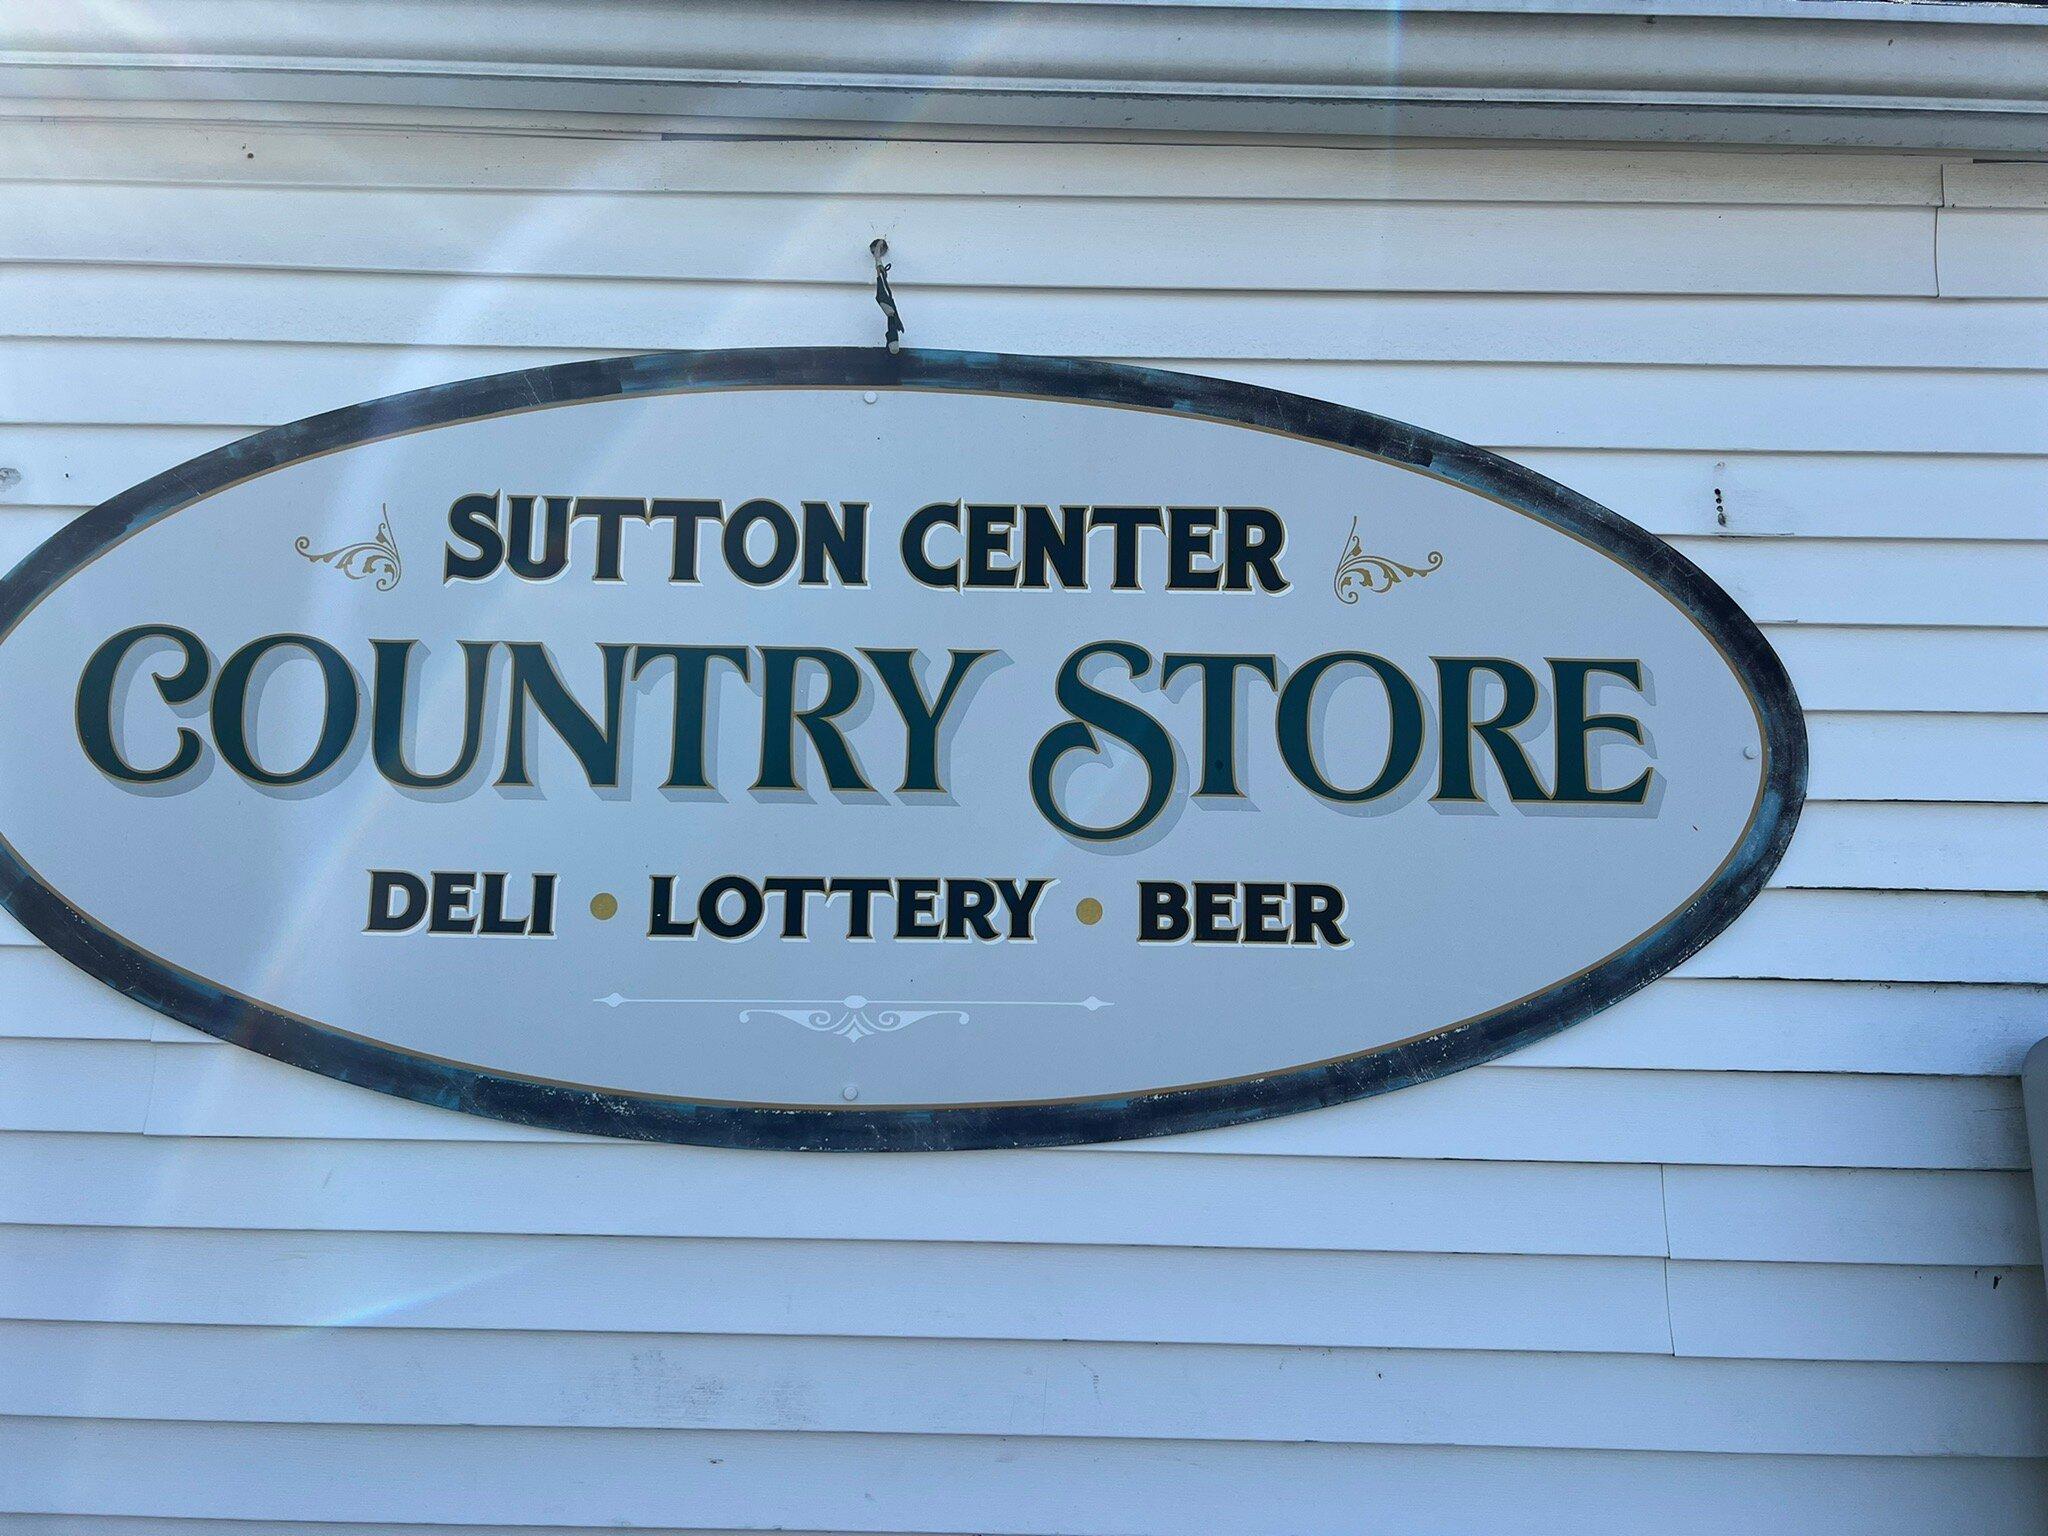 SUTTON CENTER
COUNTRY STORE
DELI • LOTTERY • BEER